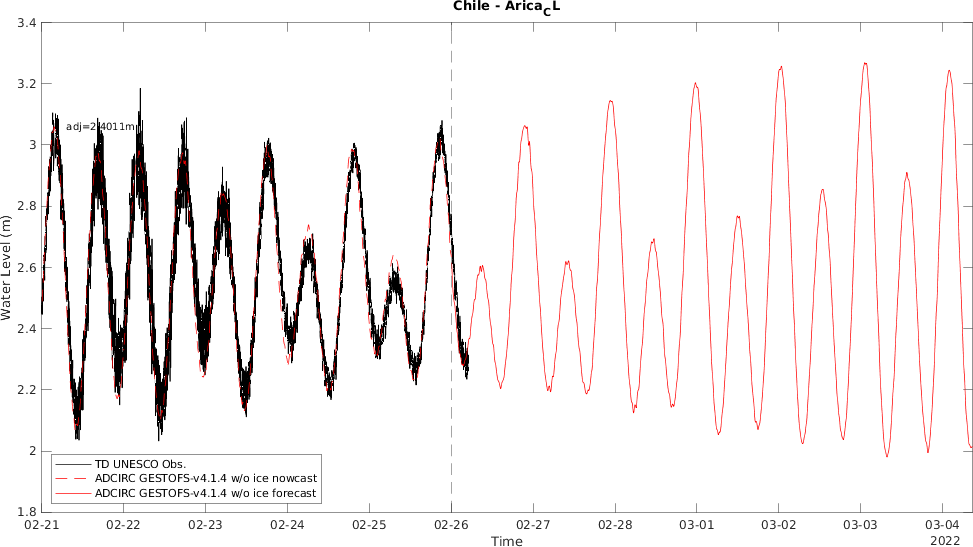 Chile - Arica_CL
3.4
3.2
3
2.8
2.6
2.4
2.2
2
1.8
Water Level (m)
adj=2.4011m
TD UNESCO Obs.
ADCIRC GESTOFS-v4.1.4 w/o ice nowcast
ADCIRC GESTOFS-v4.1.4 w/o ice forecast
02-21 02-22 02-23 02-24 02-25 02-26 02-27 02-28 03-01 03-02 03-03 03-04
Time 2022